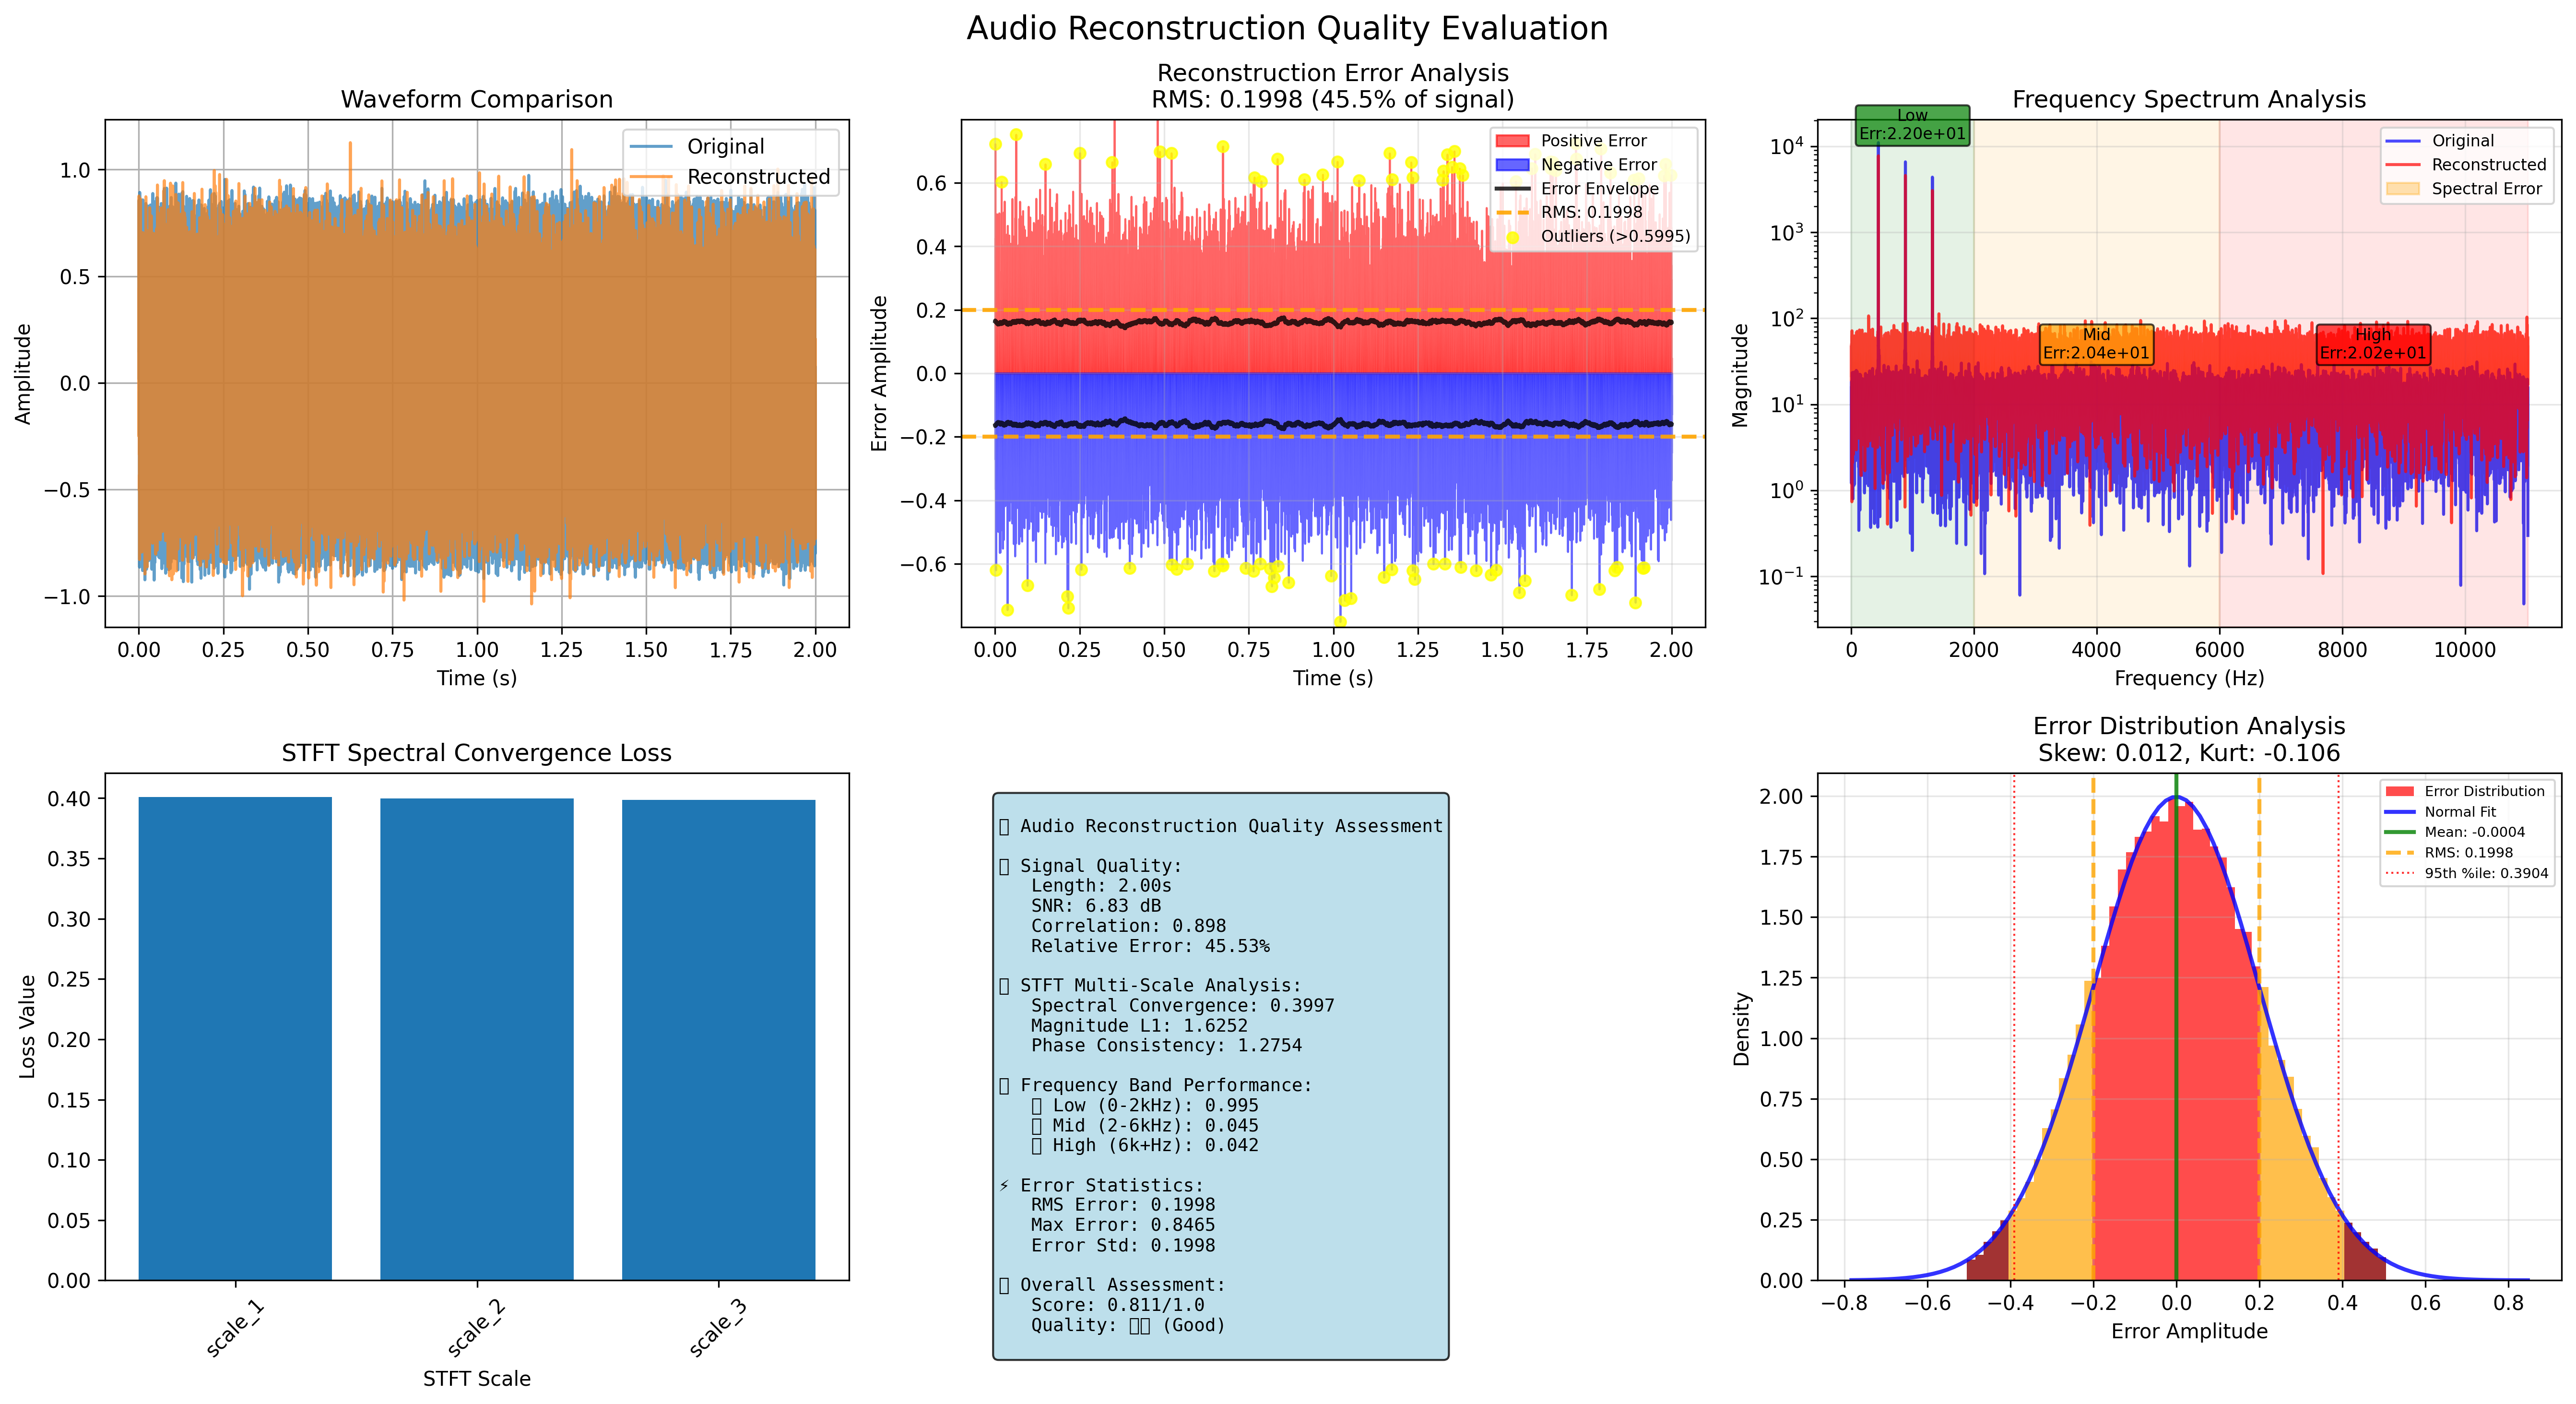 Audio Reconstruction Quality Evaluation
Waveform Comparison
Original
Reconstructed
1.0
0.5
0.0
−0.5
−1.0
Amplitude
0.00 0.25 0.50 0.75 1.00 1.25 1.50 1.75 2.00
Time (s)
Reconstruction Error Analysis
RMS: 0.1998 (45.5% of signal)
Positive Error
Negative Error
Error Envelope
RMS: 0.1998
Outliers (>0.5995)
0.6
0.4
0.2
0.0
−0.2
−0.4
−0.6
Error Amplitude
0.00 0.25 0.50 0.75 1.00 1.25 1.50 1.75 2.00
Time (s)
Frequency Spectrum Analysis
Low
Err:2.20e+01
Mid
Err:2.04e+01
High
Err:2.02e+01
Original
Reconstructed
Spectral Error
10⁴
10³
10²
10¹
10⁰
10⁻¹
Magnitude
0 2000 4000 6000 8000 10000
Frequency (Hz)
STFT Spectral Convergence Loss
0.40
0.35
0.30
0.25
0.20
0.15
0.10
0.05
0.00
Loss Value
scale_1 scale_2 scale_3
STFT Scale
Audio Reconstruction Quality Assessment
Signal Quality:
Length: 2.00s
SNR: 6.83 dB
Correlation: 0.898
Relative Error: 45.53%
STFT Multi-Scale Analysis:
Spectral Convergence: 0.3997
Magnitude L1: 1.6252
Phase Consistency: 1.2754
Frequency Band Performance:
Low (0-2kHz): 0.995
Mid (2-6kHz): 0.045
High (6k+Hz): 0.042
⚡ Error Statistics:
RMS Error: 0.1998
Max Error: 0.8465
Error Std: 0.1998
Overall Assessment:
Score: 0.811/1.0
Quality: (Good)
Error Distribution Analysis
Skew: 0.012, Kurt: -0.106
Error Distribution
Normal Fit
Mean: -0.0004
RMS: 0.1998
95th %ile: 0.3904
2.00
1.75
1.50
1.25
1.00
0.75
0.50
0.25
0.00
Density
−0.8 −0.6 −0.4 −0.2 0.0 0.2 0.4 0.6 0.8
Error Amplitude